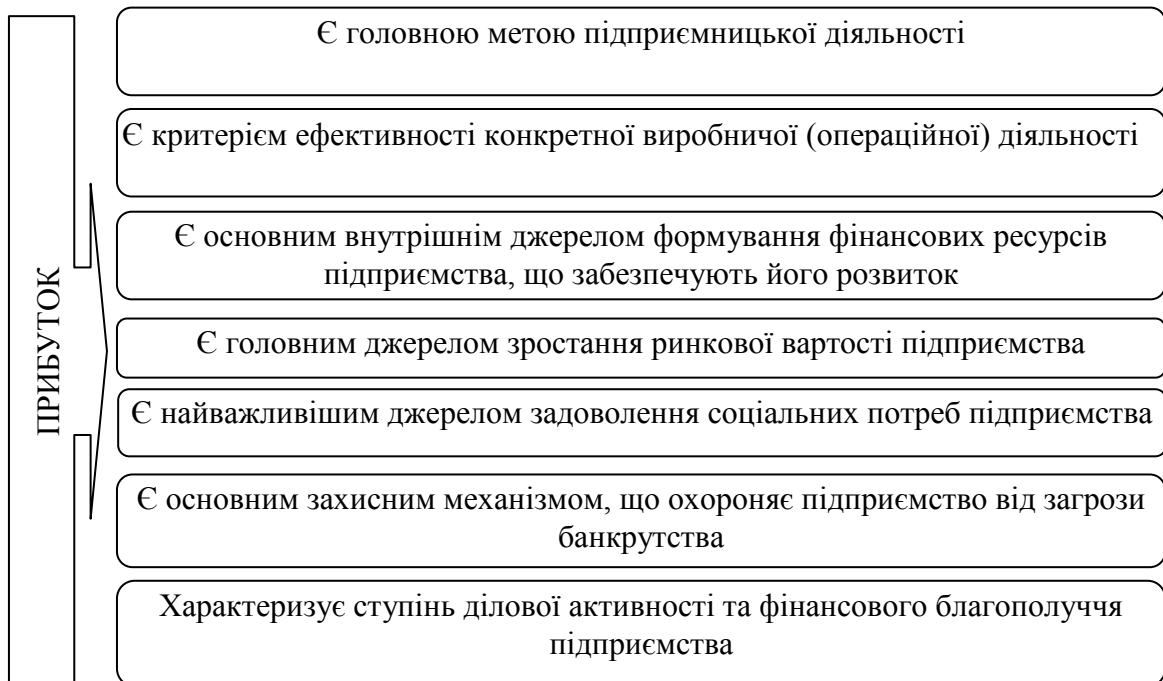 ПРИБУТОК
Є головною метою підприємницької діяльності
Є критерієм ефективності конкретної виробничої (операційної) діяльності
Є основним внутрішнім джерелом формування фінансових ресурсів
підприємства, що забезпечують його розвиток
Є головним джерелом зростання ринкової вартості підприємства
Є найважливішим джерелом задоволення соціальних потреб підприємства
Є основним захисним механізмом, що охороняє підприємство від загрози
банкрутства
Характеризує ступінь ділової активності та фінансового благополуччя
підприємства